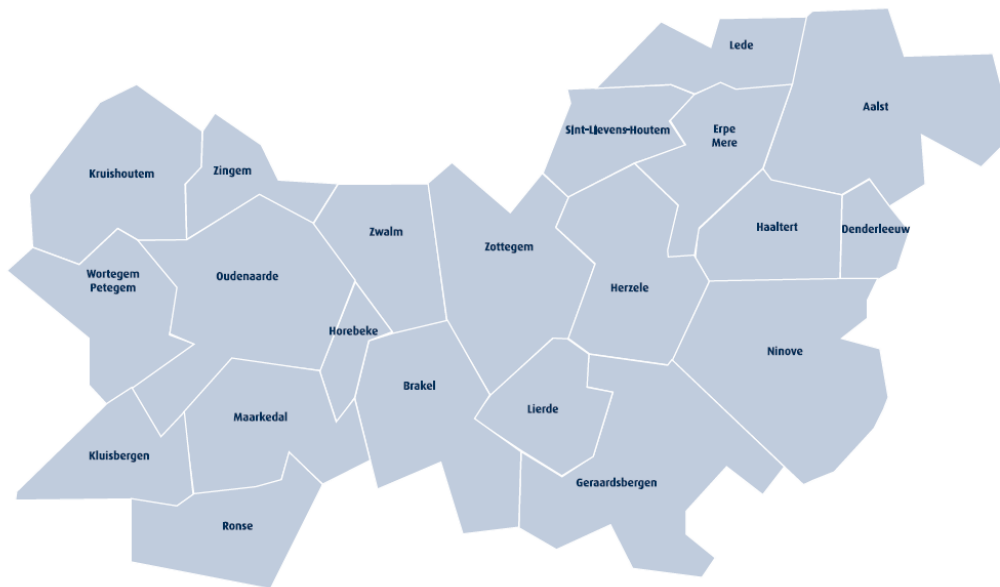 Lede
Aalst
Sint-Lievens-Houtem
Erpe
Mere
Kruishoutem
Zingem
Haaltert
Denderleeuw
Zwalm
Zottegem
Wortegem
Petegem
Oudenaarde
Herzele
Horebeke
Ninove
Brakel
Lierde
Maarkedal
Kluisbergen
Geraardsbergen
Ronse